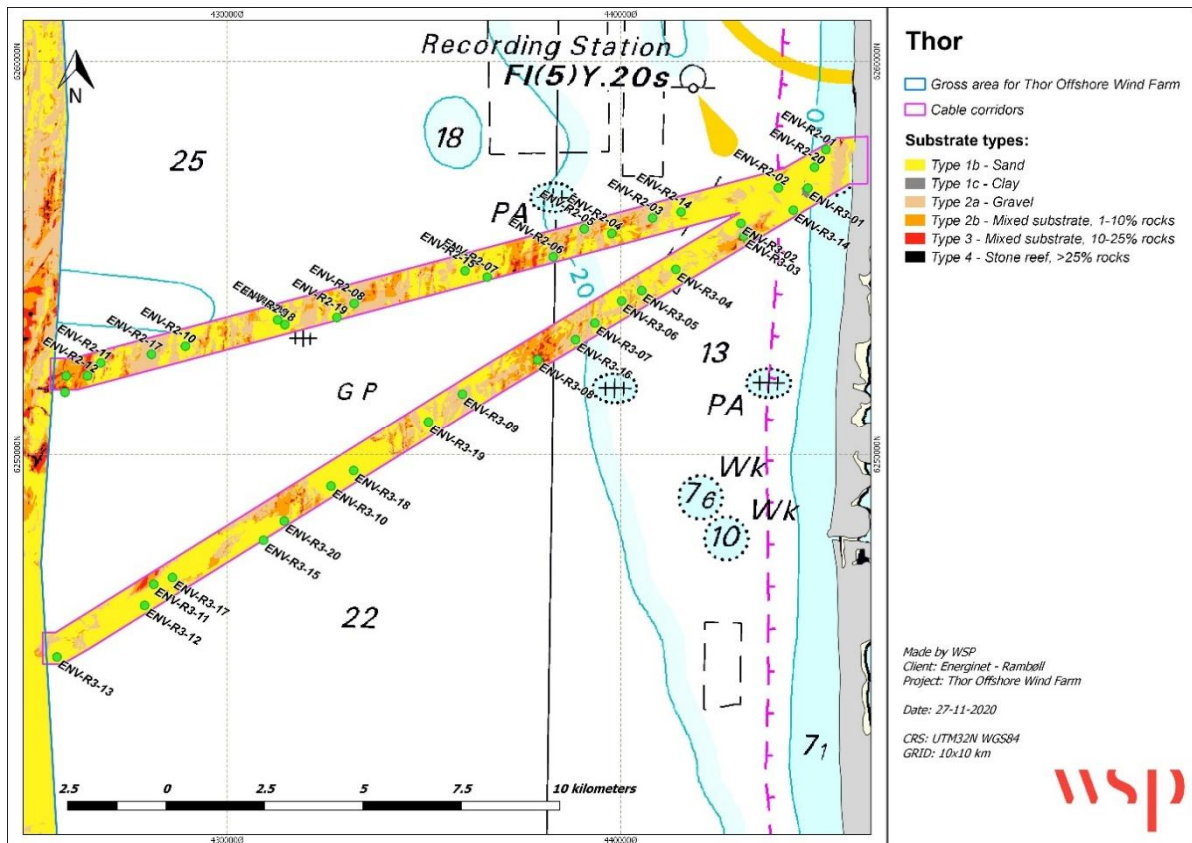 4300000
4400000
6260000N
6250000N
N
Recording Station
Fl(5)Y.20s
0
18
25
ENV-R2-01
ENV-R2-20
ENV-R2-02
ENV-R2-14
ENV-R2-03
ENV-R2-04
ENV-R2-05
ENV-R2-06
ENV-R2-07
ENV-R2-15
ENV-R2-08
ENV-R2-19
ENV-R2-10
ENV-R2-17
ENV-R2-11
ENV-R2-12
PA
20
ENV-R3-01
ENV-R3-14
ENV-R3-02
ENV-R3-03
ENV-R3-04
ENV-R3-05
ENV-R3-06
ENV-R3-07
ENV-R3-16
ENV-R3-08
ENV-R3-09
ENV-R3-19
ENV-R3-18
ENV-R3-10
ENV-R3-20
ENV-R3-15
ENV-R3-17
ENV-R3-11
ENV-R3-12
ENV-R3-13
G P
13
PA
Wk
76
Wk
10
22
71
2.5 0 2.5 5 7.5 10 kilometers
4300000
4400000
Thor
Gross area for Thor Offshore Wind Farm
Cable corridors
Substrate types:
Type 1b - Sand
Type 1c - Clay
Type 2a - Gravel
Type 2b - Mixed substrate, 1-10% rocks
Type 3 - Mixed substrate, 10-25% rocks
Type 4 - Stone reef, >25% rocks
Made by WSP
Client: Energinet - Rambøll
Project: Thor Offshore Wind Farm
Date: 27-11-2020
CRS: UTM32N WGS84
GRID: 10x10 km
wsp